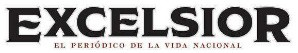 EXCELSIOR
EL PERIÓDICO DE LA VIDA NACIONAL